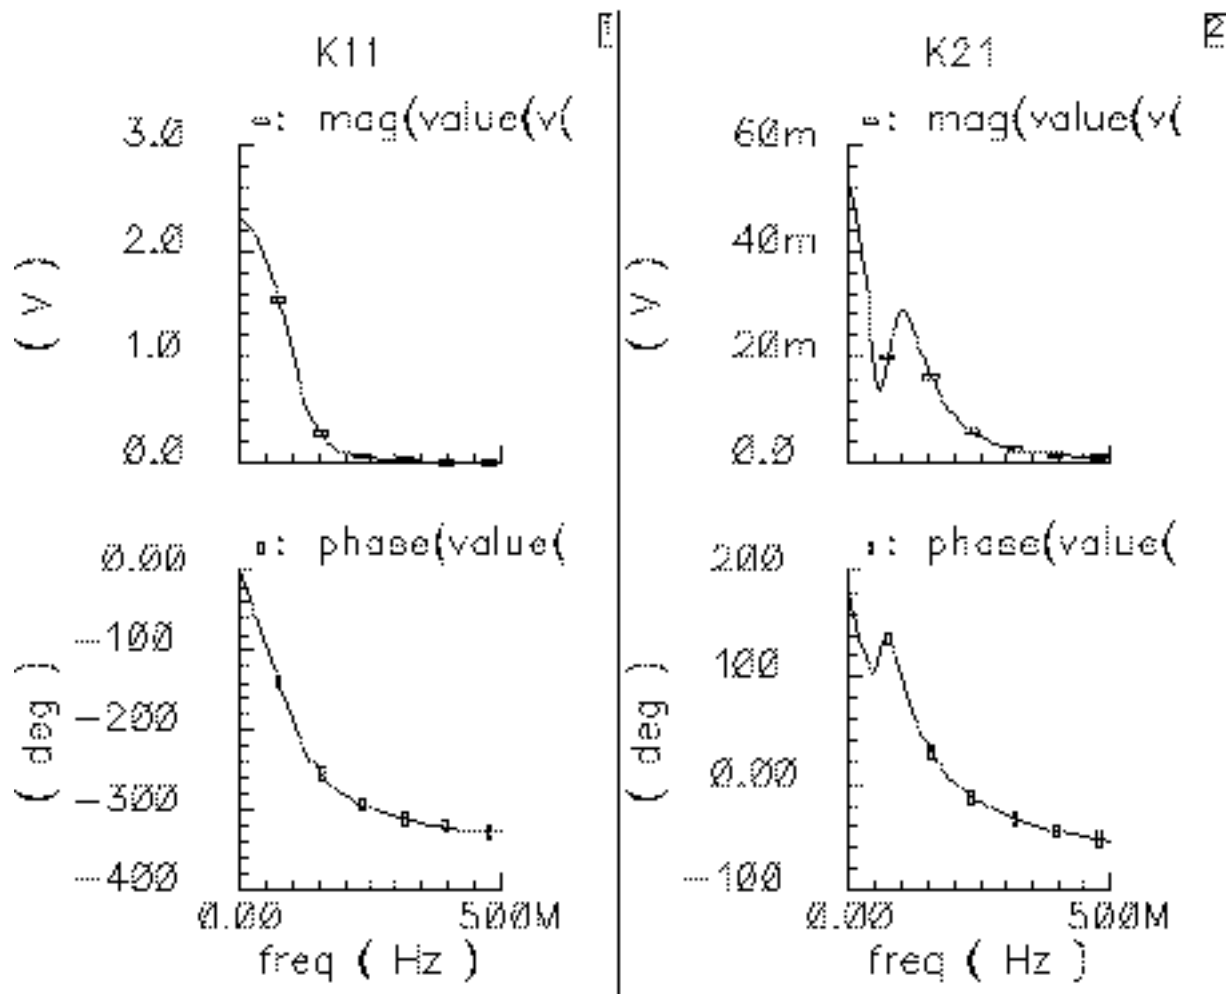 1
K11
mag(value(v(
3.0
2.0
1.0
0.0
( V )
phase(value(
0.00
-100
-200
-300
-400
( deg )
0.00 500M
freq ( Hz )
2
K21
mag(value(v(
60m
40m
20m
0.0
( V )
phase(value(
200
100
0.00
-100
( deg )
0.00 500M
freq ( Hz )